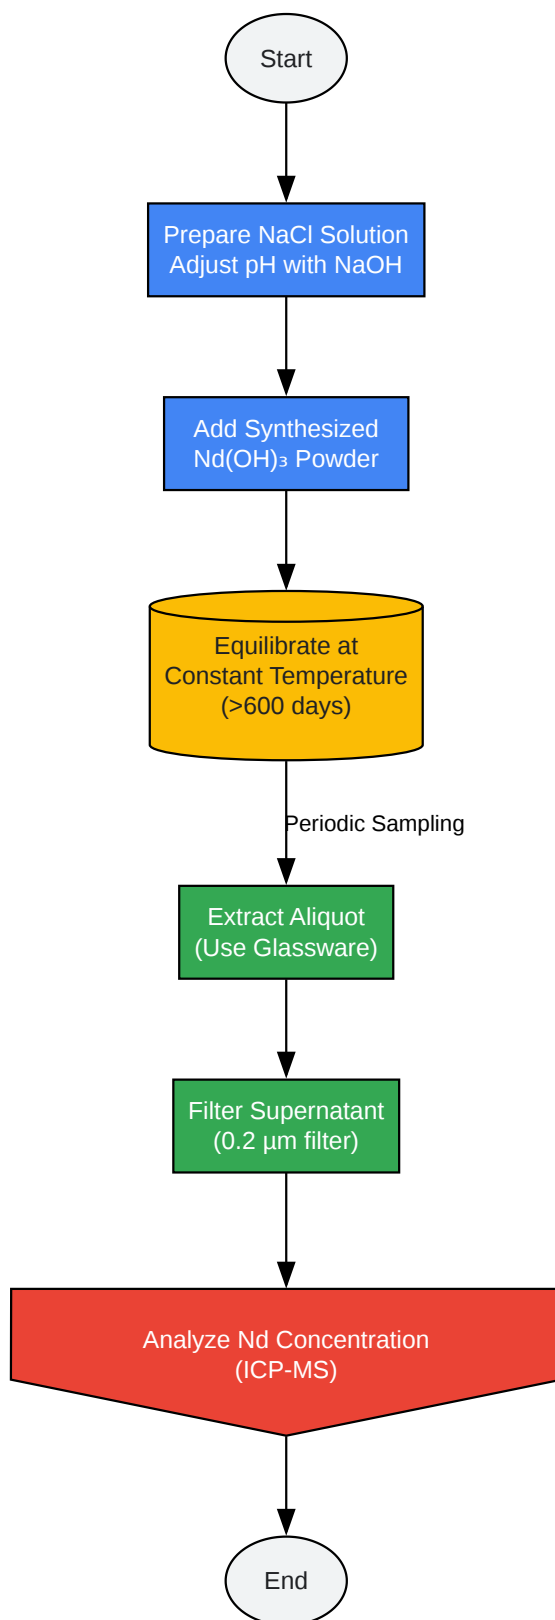 Start
Prepare NaCl Solution
Adjust pH with NaOH
Add Synthesized
Nd(OH)₃ Powder
Equilibrate at
Constant Temperature
(>600 days)
Periodic Sampling
Extract Aliquot
(Use Glassware)
Filter Supernatant
(0.2 µm filter)
Analyze Nd Concentration
(ICP-MS)
End